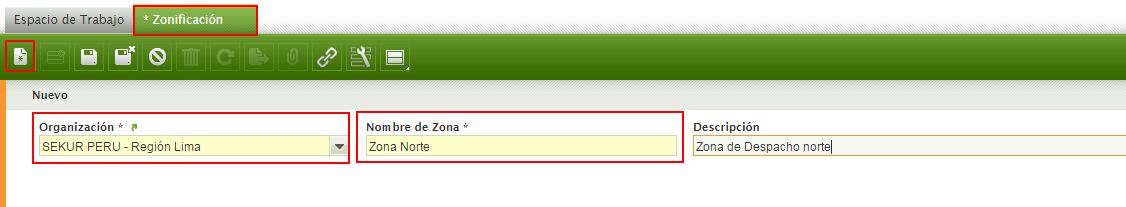 Espacio de Trabajo
* Zonificación
Nuevo
Organización *
Nombre de Zona *
Descripción
SEKUR PERU - Región Lima
Zona Norte
Zona de Despacho norte